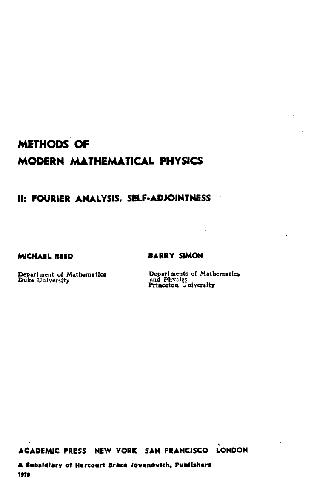 METHODS OF
MODERN MATHEMATICAL PHYSICS
II: FOURIER ANALYSIS, SELF-ADJOINTNESS
MICHAEL REED
Department of Mathematics
Duke University
BARRY SIMON
Departments of Mathematics
and Physics
Princeton University
ACADEMIC PRESS NEW YORK SAN FRANCISCO LONDON
A Subsidiary of Harcourt Brace Jovanovich, Publishers